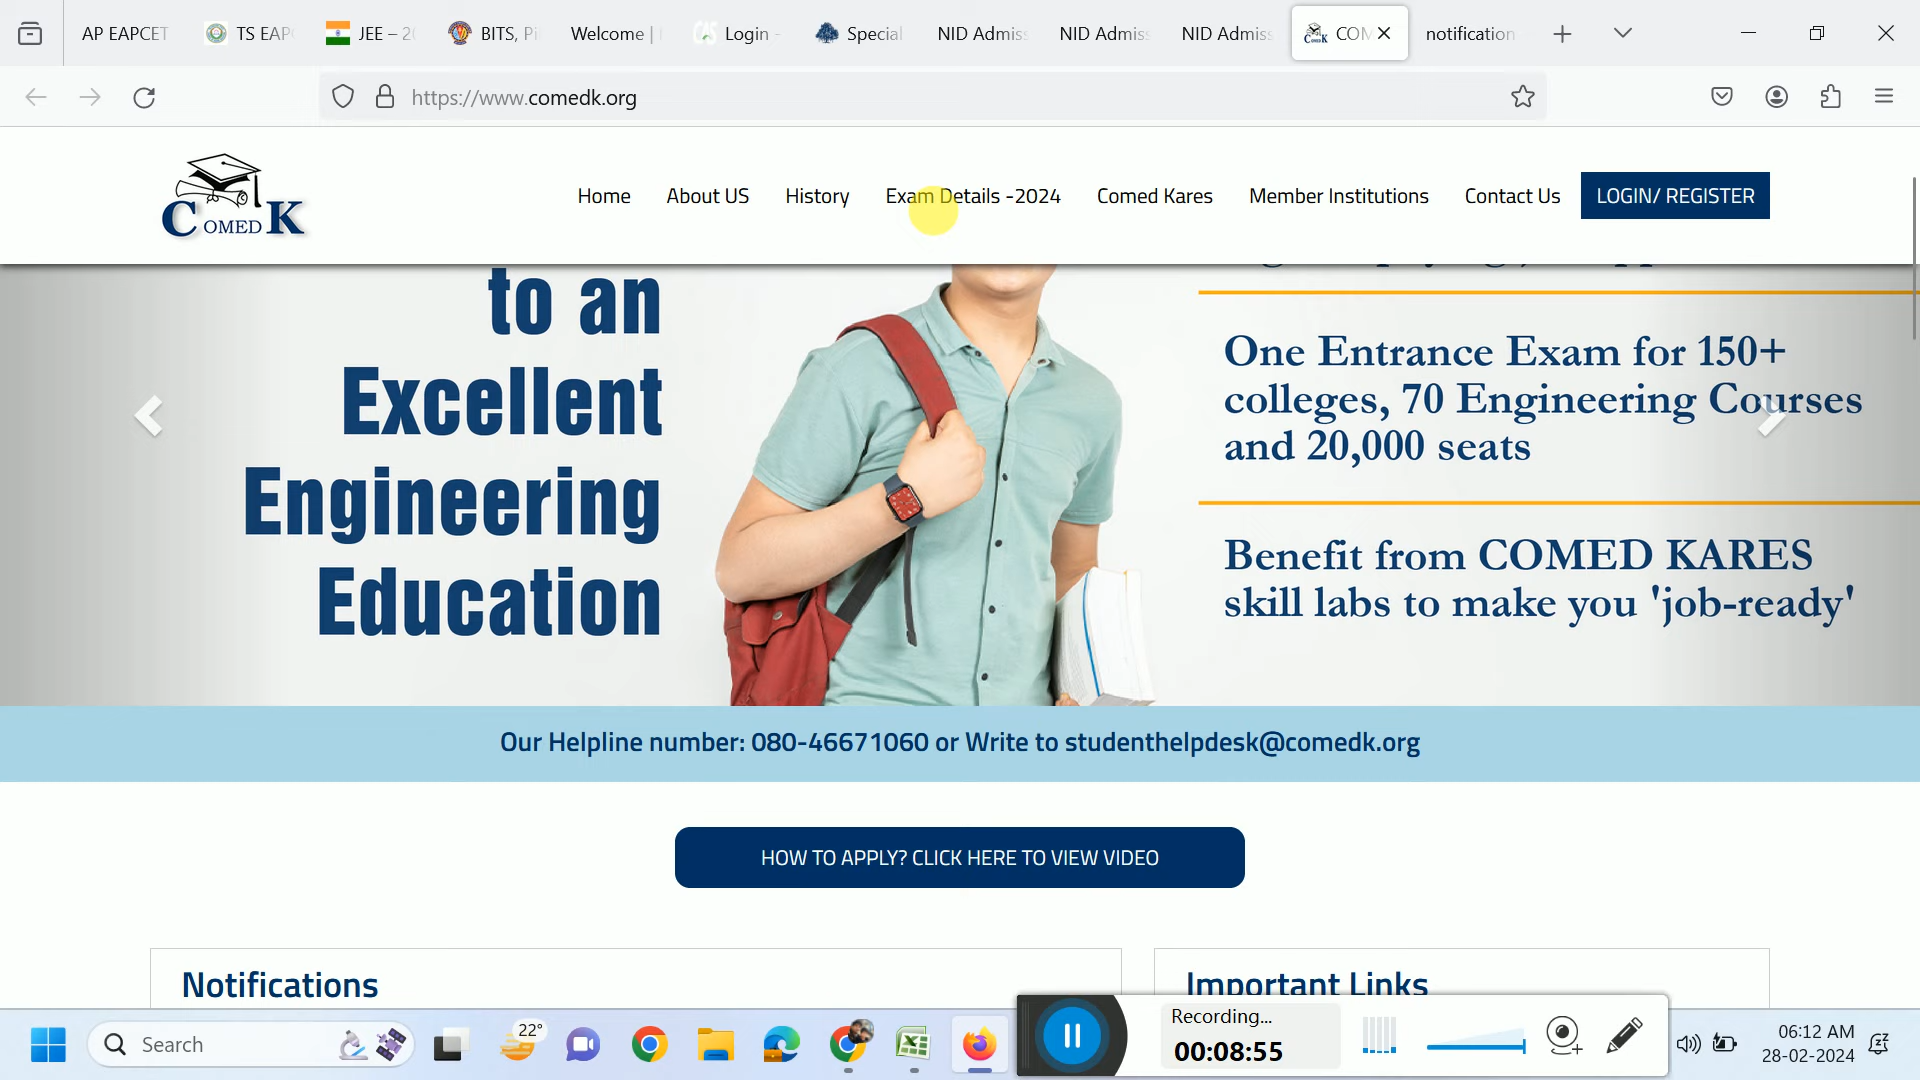 AP EAPCET
TS EAP
JEE – 20
BITS, Pi
Welcome |
Login -
Special
NID Admis
NID Admis
NID Admis
COM
notification
https://www.comedk.org
COMEDK
Home
About US
History
Exam Details -2024
Comed Kares
Member Institutions
Contact Us
LOGIN/ REGISTER
to an
Excellent
Engineering
Education
One Entrance Exam for 150+
colleges, 70 Engineering Courses
and 20,000 seats
Benefit from COMED KARES
skill labs to make you 'job-ready'
Our Helpline number: 080-46671060 or Write to studenthelpdesk@comedk.org
HOW TO APPLY? CLICK HERE TO VIEW VIDEO
Notifications
Important Links
Search
22°
Recording...
00:08:55
06:12 AM
28-02-2024